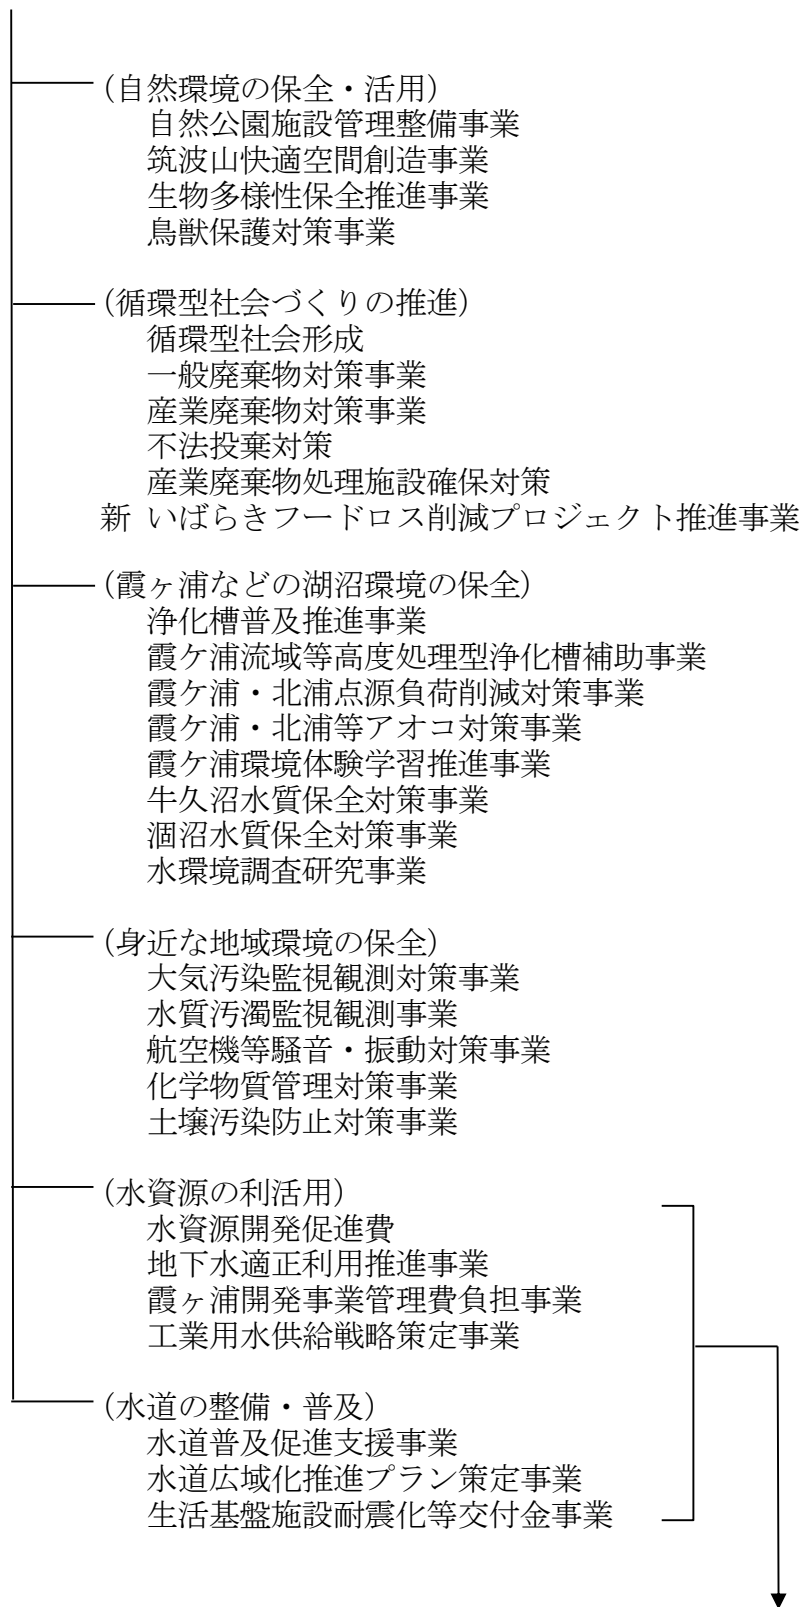 (自然環境の保全・活用)
自然公園施設管理整備事業
筑波山快適空間創造事業
生物多様性保全推進事業
鳥獣保護対策事業
(循環型社会づくりの推進)
循環型社会形成
一般廃棄物対策事業
産業廃棄物対策事業
不法投棄対策
産業廃棄物処理施設確保対策
新 いばらきフードロス削減プロジェクト推進事業
(霞ヶ浦などの湖沼環境の保全)
浄化槽普及推進事業
霞ケ浦流域等高度処理型浄化槽補助事業
霞ケ浦・北浦点源負荷削減対策事業
霞ケ浦・北浦等アオコ対策事業
霞ケ浦環境体験学習推進事業
牛久沼水質保全対策事業
涸沼水質保全対策事業
水環境調査研究事業
(身近な地域環境の保全)
大気汚染監視観測対策事業
水質汚濁監視観測事業
航空機等騒音・振動対策事業
化学物質管理対策事業
土壌汚染防止対策事業
(水資源の利活用)
水資源開発促進費
地下水適正利用推進事業
霞ヶ浦開発事業管理費負担事業
工業用水供給戦略策定事業
(水道の整備・普及)
水道普及促進支援事業
水道広域化推進プラン策定事業
生活基盤施設耐震化等交付金事業